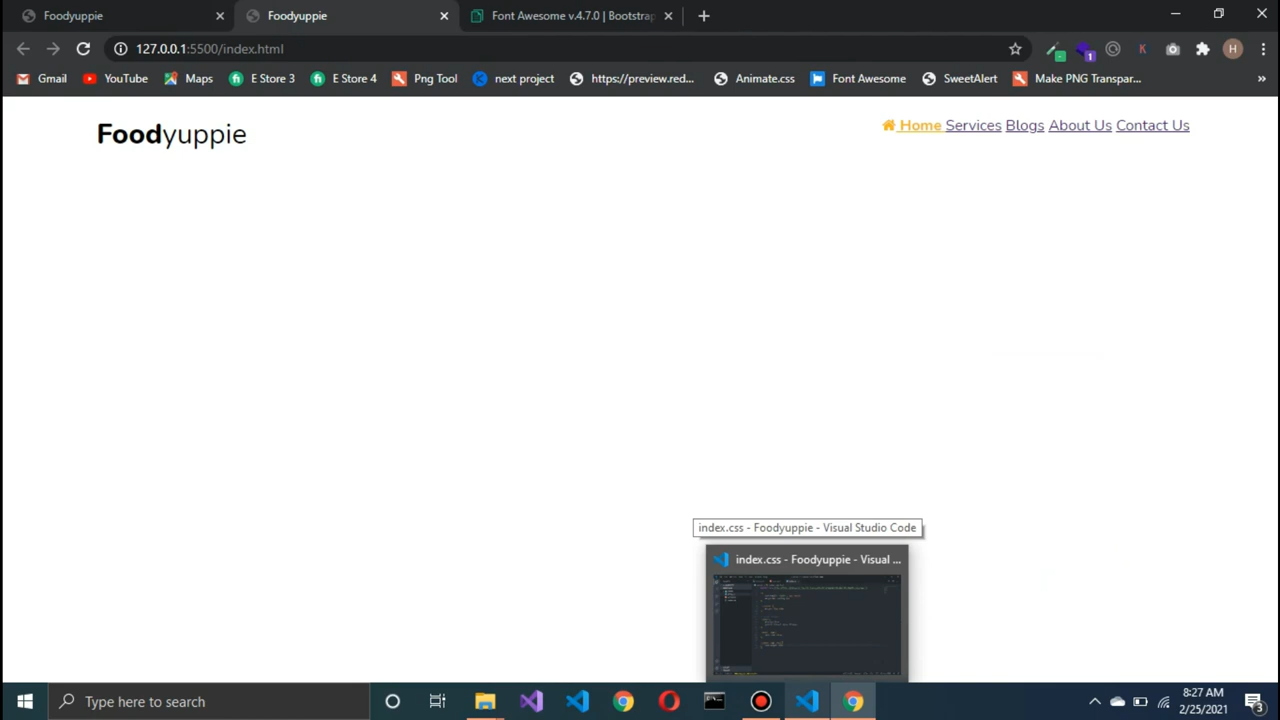 Foodyuppie
Foodyuppie
Font Awesome v.4.7.0 | Bootstrap
127.0.0.1:5500/index.html
1
K
H
Gmail
YouTube
Maps
E Store 3
E Store 4
Png Tool
next project
https://preview.red...
Animate.css
Font Awesome
SweetAlert
Make PNG Transpar...
»
Foodyuppie
Home Services Blogs About Us Contact Us
index.css - Foodyuppie - Visual Studio Code
index.css - Foodyuppie - Visual ...
Type here to search
8:27 AM
2/25/2021
3